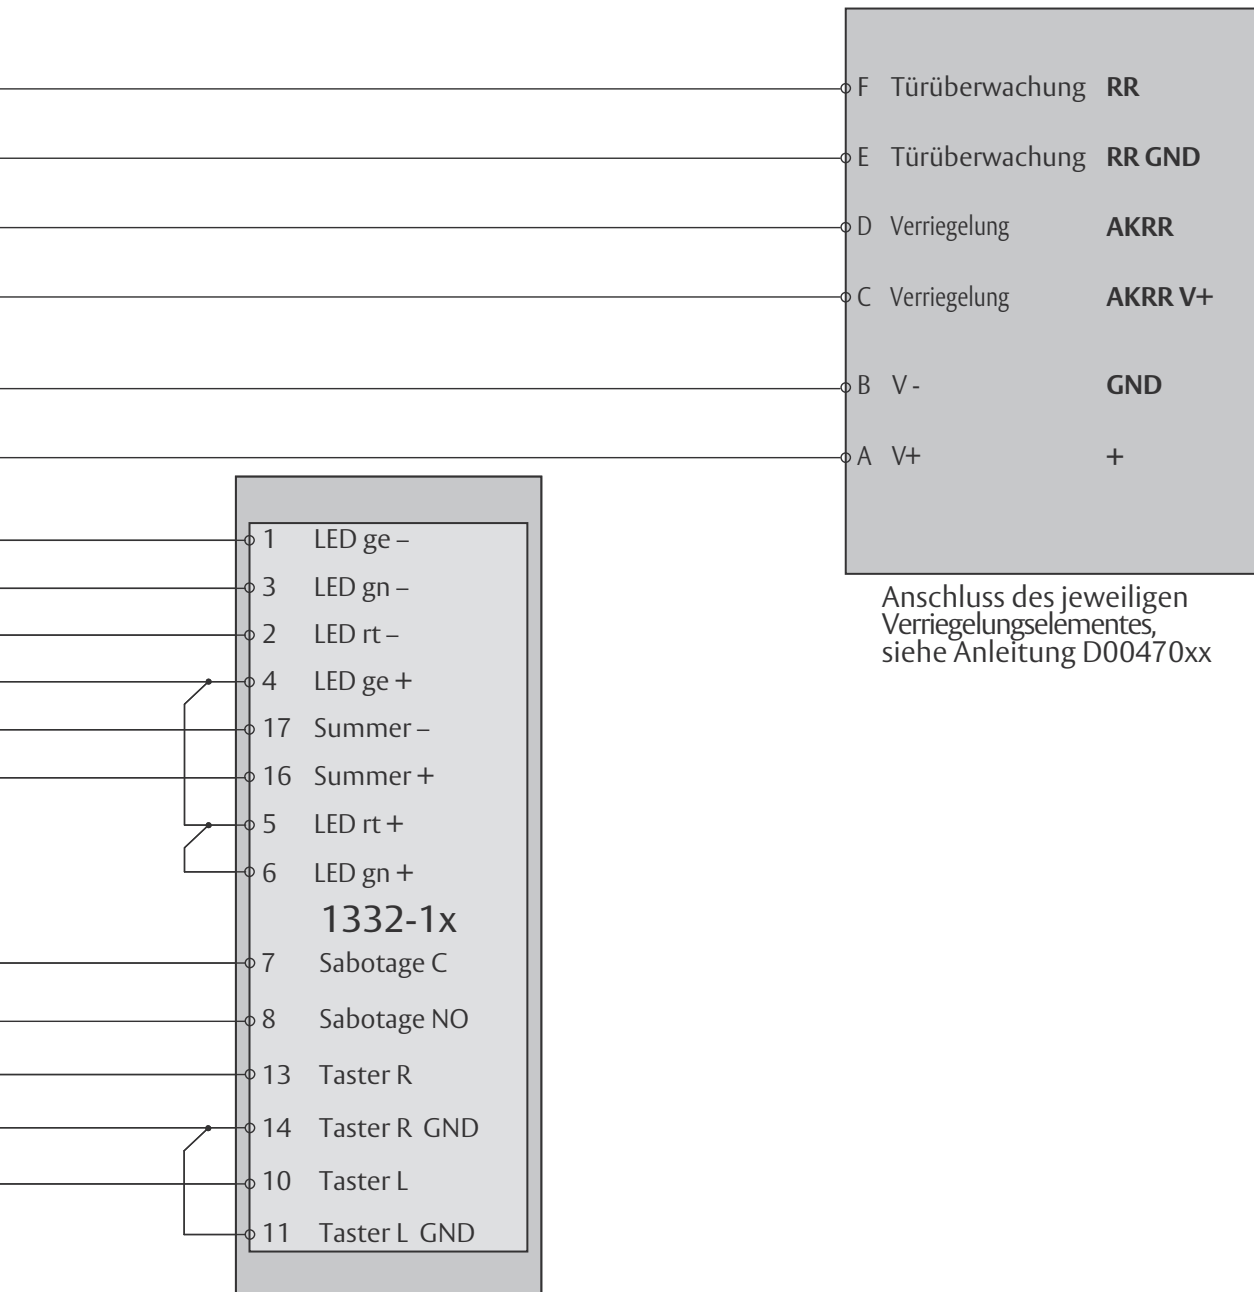 F Türüberwachung RR
E Türüberwachung RR GND
D Verriegelung AKRR
C Verriegelung AKRR V+
B V - GND
A V+ +
Anschluss des jeweiligen
Verriegelungselementes,
siehe Anleitung D00470xx
1 LED ge –
3 LED gn –
2 LED rt –
4 LED ge +
17 Summer –
16 Summer +
5 LED rt +
6 LED gn +
1332-1x
7 Sabotage C
8 Sabotage NO
13 Taster R
14 Taster R GND
10 Taster L
11 Taster L GND